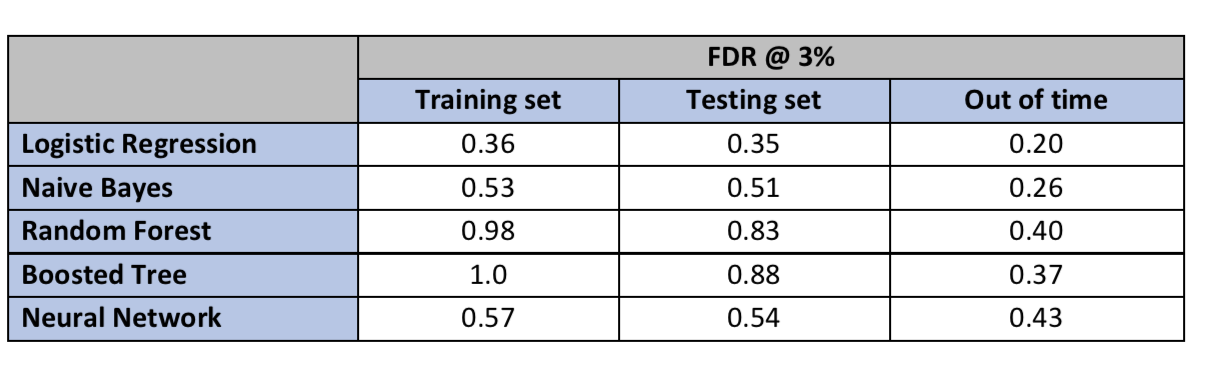 FDR @ 3%
Training set Testing set Out of time
Logistic Regression 0.36 0.35 0.20
Naive Bayes 0.53 0.51 0.26
Random Forest 0.98 0.83 0.40
Boosted Tree 1.0 0.88 0.37
Neural Network 0.57 0.54 0.43